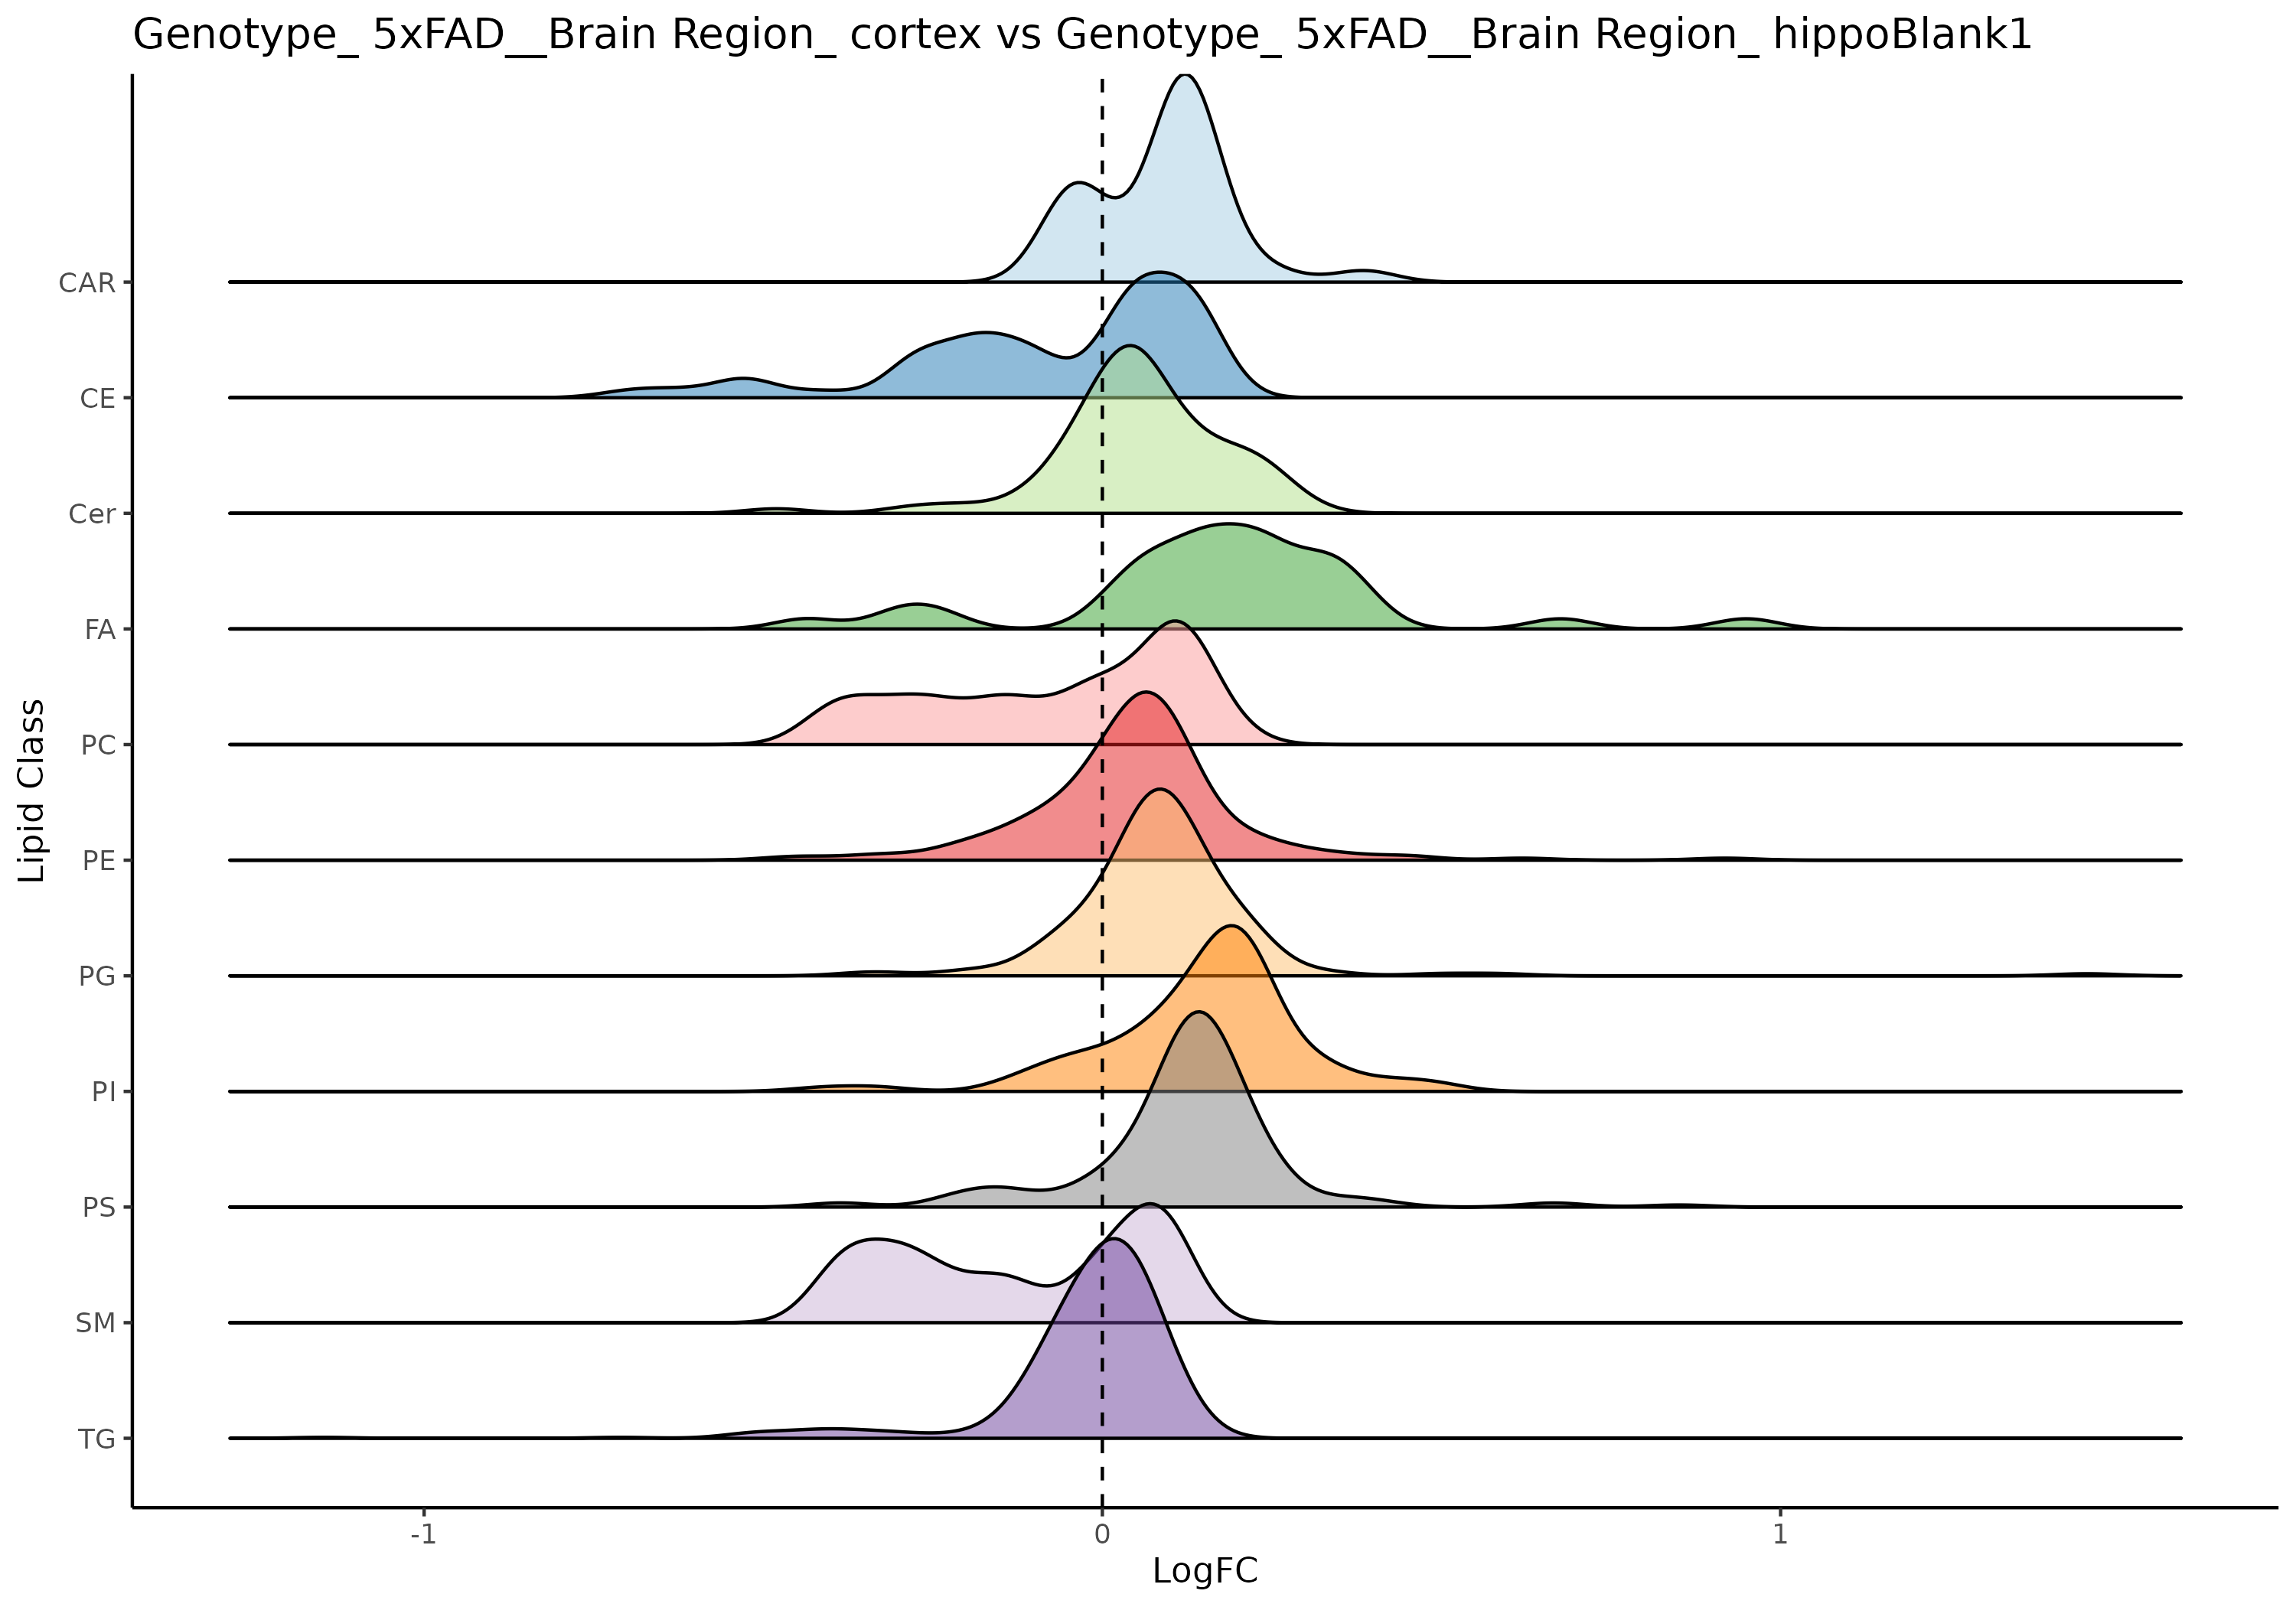 Genotype_ 5xFAD__Brain Region_ cortex vs Genotype_ 5xFAD__Brain Region_ hippoBlank1
Lipid Class
CAR
CE
Cer
FA
PC
PE
PG
PI
PS
SM
TG
-1 0 1
LogFC